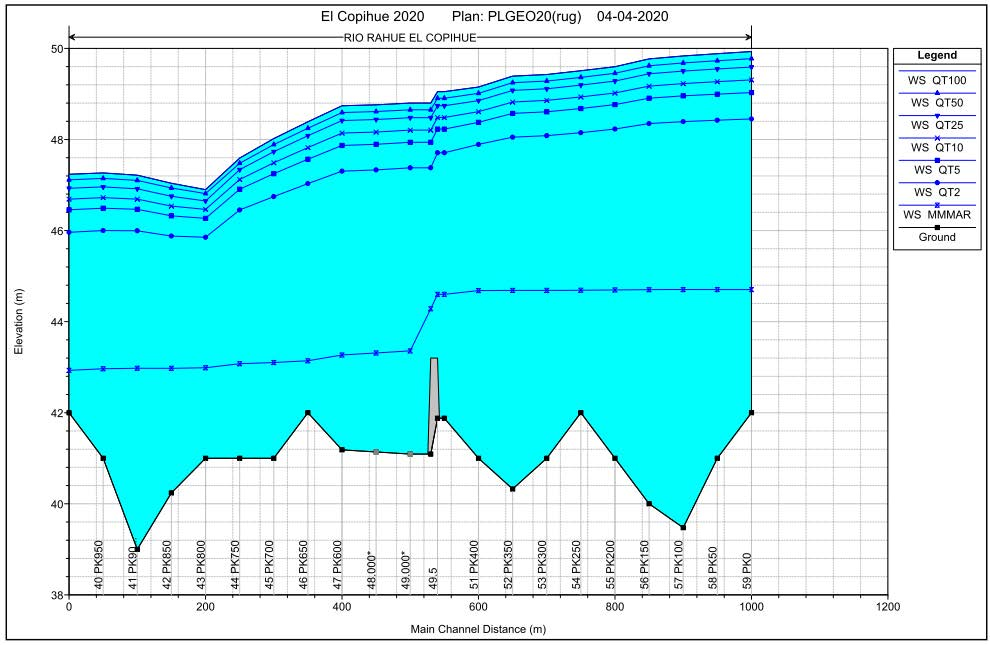 El Copihue 2020 Plan: PLGEO20(rug) 04-04-2020
RIO RAHUE EL COPIHUE
Legend
WS QT100
WS QT50
WS QT25
WS QT10
WS QT5
WS QT2
WS MMMAR
Ground
Elevation (m)
50
48
46
44
42
40
38
40 PK950
41 PK90
42 PK850
43 PK800
44 PK750
45 PK700
46 PK650
47 PK600
48.000*
49.000*
49.5
51 PK400
52 PK350
53 PK300
54 PK250
55 PK200
56 PK150
57 PK100
58 PK50
59 PK0
0 200 400 600 800 1000 1200
Main Channel Distance (m)